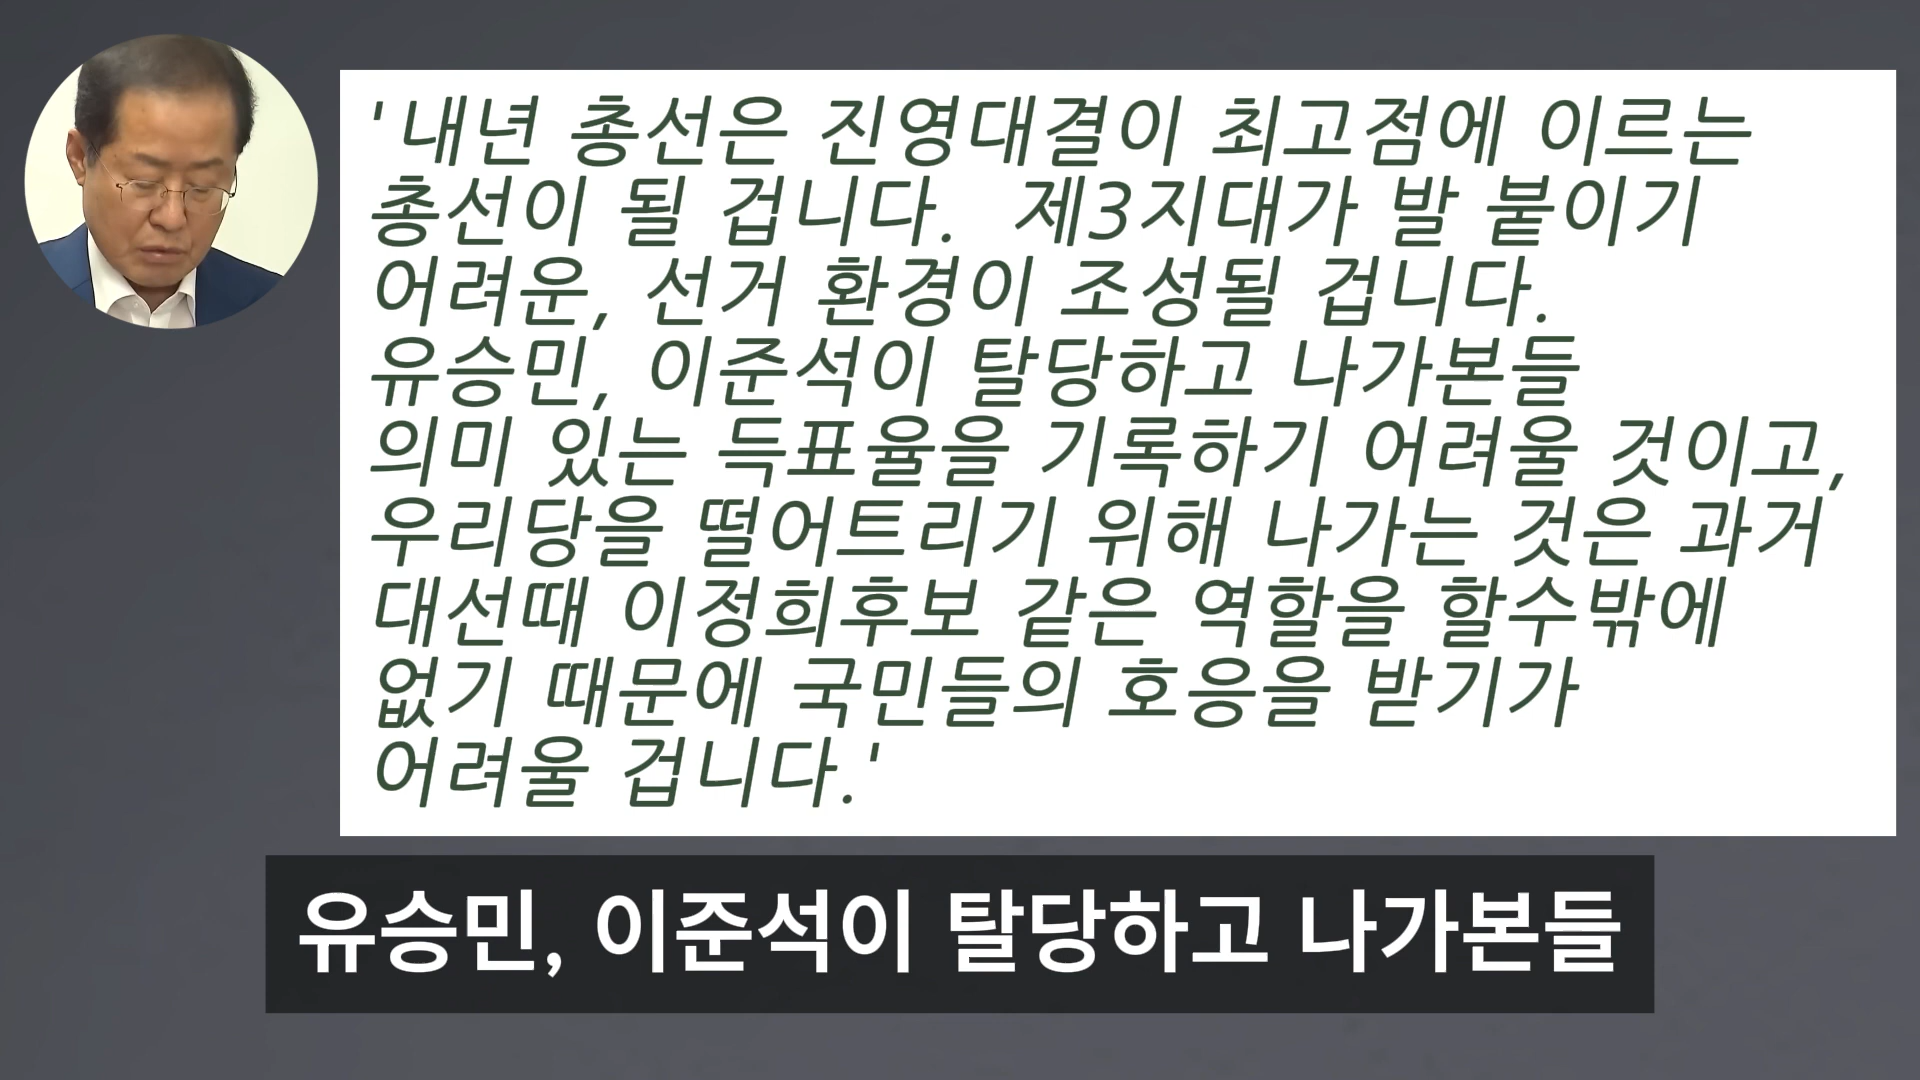 '내년 총선은 진영대결이 최고점에 이르는
총선이 될 겁니다. 제3지대가 발 붙이기
어려운, 선거 환경이 조성될 겁니다.
유승민, 이준석이 탈당하고 나가본들
의미 있는 득표율을 기록하기 어려울 것이고,
우리당을 떨어트리기 위해 나가는 것은 과거
대선때 이정희후보 같은 역할을 할수밖에
없기 때문에 국민들의 호응을 받기가
어려울 겁니다.'
유승민, 이준석이 탈당하고 나가본들